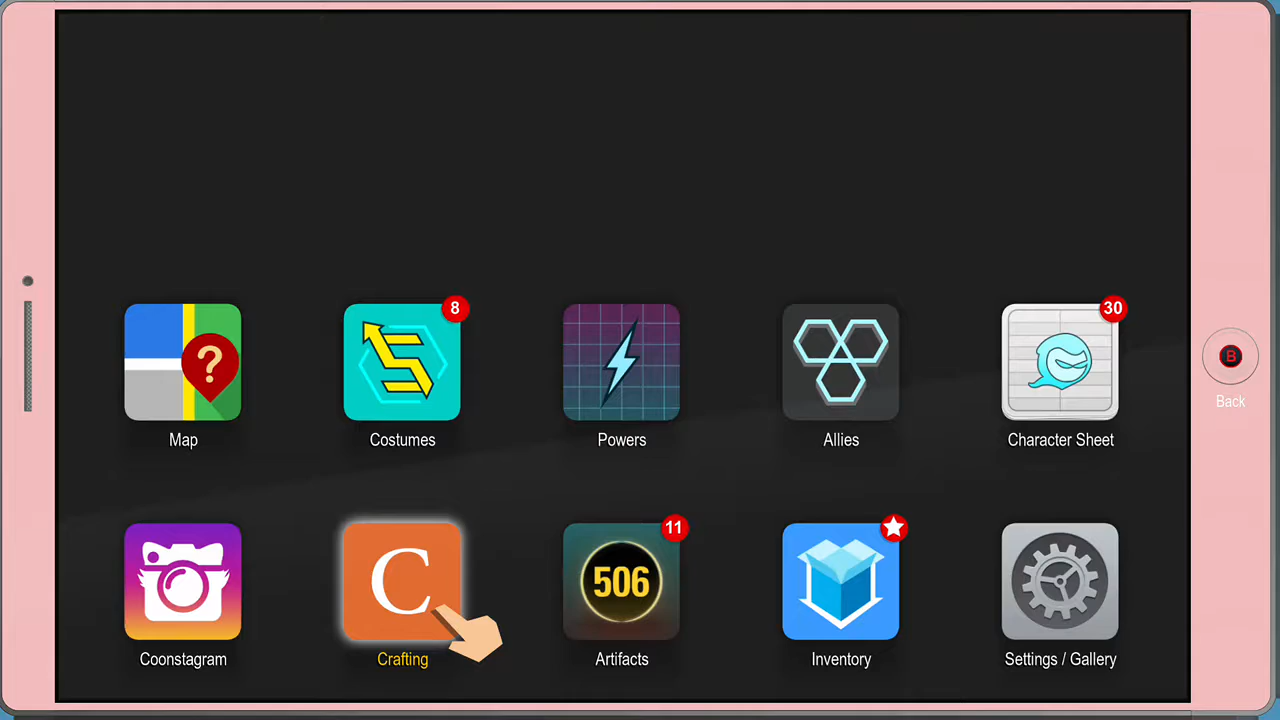 8
30
?
B
Map
Costumes
Powers
Allies
Character Sheet
Back
11
C
506
Coonstagram
Crafting
Artifacts
Inventory
Settings / Gallery